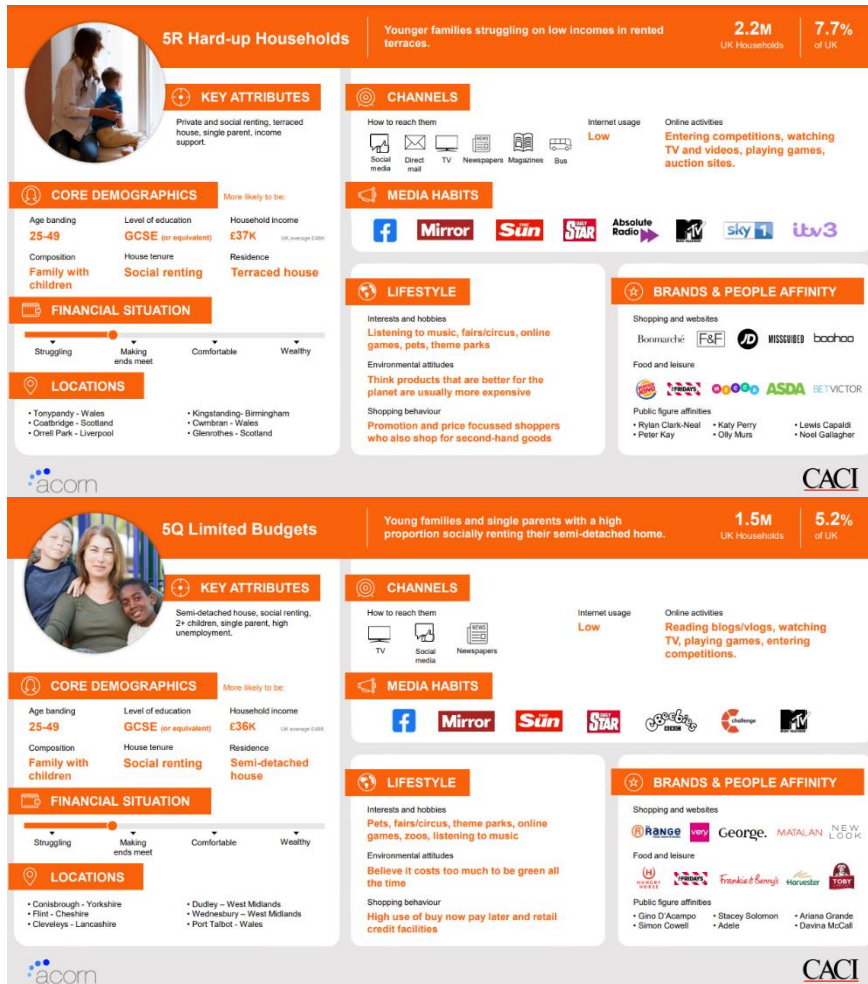 5R Hard-up Households
Younger families struggling on low incomes in rented
terraces.
2.2M
UK Households
7.7%
of UK
KEY ATTRIBUTES
Private and social renting, terraced
house, single parent, income
support.
CORE DEMOGRAPHICS
More likely to be:
Age banding
25-49
Level of education
GCSE (or equivalent)
Household income
£37K
UK average £48K
Composition
Family with
children
House tenure
Social renting
Residence
Terraced house
FINANCIAL SITUATION
Struggling
Making
ends meet
Comfortable
Wealthy
LOCATIONS
• Tonypandy - Wales
• Coatbridge - Scotland
• Orrell Park - Liverpool
• Kingstanding- Birmingham
• Cwmbran - Wales
• Glenrothes - Scotland
CHANNELS
How to reach them
Social
media
Direct
mail
TV
NEWS
Newspapers
Magazines
Bus
Internet usage
Low
Online activities
Entering competitions, watching
TV and videos, playing games,
auction sites.
MEDIA HABITS
f
Mirror
THE Sun
DAILY STAR
Absolute
Radio
MTV
MUSIC TELEVISION
sky 1
itv3
LIFESTYLE
Interests and hobbies
Listening to music, fairs/circus, online
games, pets, theme parks
Environmental attitudes
Think products that are better for the
planet are usually more expensive
Shopping behaviour
Promotion and price focussed shoppers
who also shop for second-hand goods
BRANDS & PEOPLE AFFINITY
Shopping and websites
Bonmarché
F&F
JD
MISSGUIDED
boohoo
Food and leisure
BURGER KING
FRIDAYS
MECCA
ASDA
BETVICTOR
Public figure affinities
• Rylan Clark-Neal
• Peter Kay
• Katy Perry
• Olly Murs
• Lewis Capaldi
• Noel Gallagher
acorn
CACI
5Q Limited Budgets
Young families and single parents with a high
proportion socially renting their semi-detached home.
1.5M
UK Households
5.2%
of UK
KEY ATTRIBUTES
Semi-detached house, social renting,
2+ children, single parent, high
unemployment.
CORE DEMOGRAPHICS
More likely to be:
Age banding
25-49
Level of education
GCSE (or equivalent)
Household income
£36K
UK average £48K
Composition
Family with
children
House tenure
Social renting
Residence
Semi-detached
house
FINANCIAL SITUATION
Struggling
Making
ends meet
Comfortable
Wealthy
LOCATIONS
• Conisbrough - Yorkshire
• Flint - Cheshire
• Cleveleys - Lancashire
• Dudley – West Midlands
• Wednesbury – West Midlands
• Port Talbot - Wales
CHANNELS
How to reach them
TV
Social
media
NEWS
Newspapers
Internet usage
Low
Online activities
Reading blogs/vlogs, watching
TV, playing games, entering
competitions.
MEDIA HABITS
f
Mirror
THE Sun
DAILY STAR
CBeebies
BBC
challenge
MTV
MUSIC TELEVISION
LIFESTYLE
Interests and hobbies
Pets, fairs/circus, theme parks, online
games, zoos, listening to music
Environmental attitudes
Believe it costs too much to be green all
the time
Shopping behaviour
High use of buy now pay later and retail
credit facilities
BRANDS & PEOPLE AFFINITY
Shopping and websites
RANGE
very
George.
MATALAN
NEW
LOOK
Food and leisure
HUNGRY
HORSE
FRIDAYS
Frankie & Benny's
Harvester
TOBY
Public figure affinities
• Gino D'Acampo
• Simon Cowell
• Stacey Solomon
• Adele
• Ariana Grande
• Davina McCall
acorn
CACI